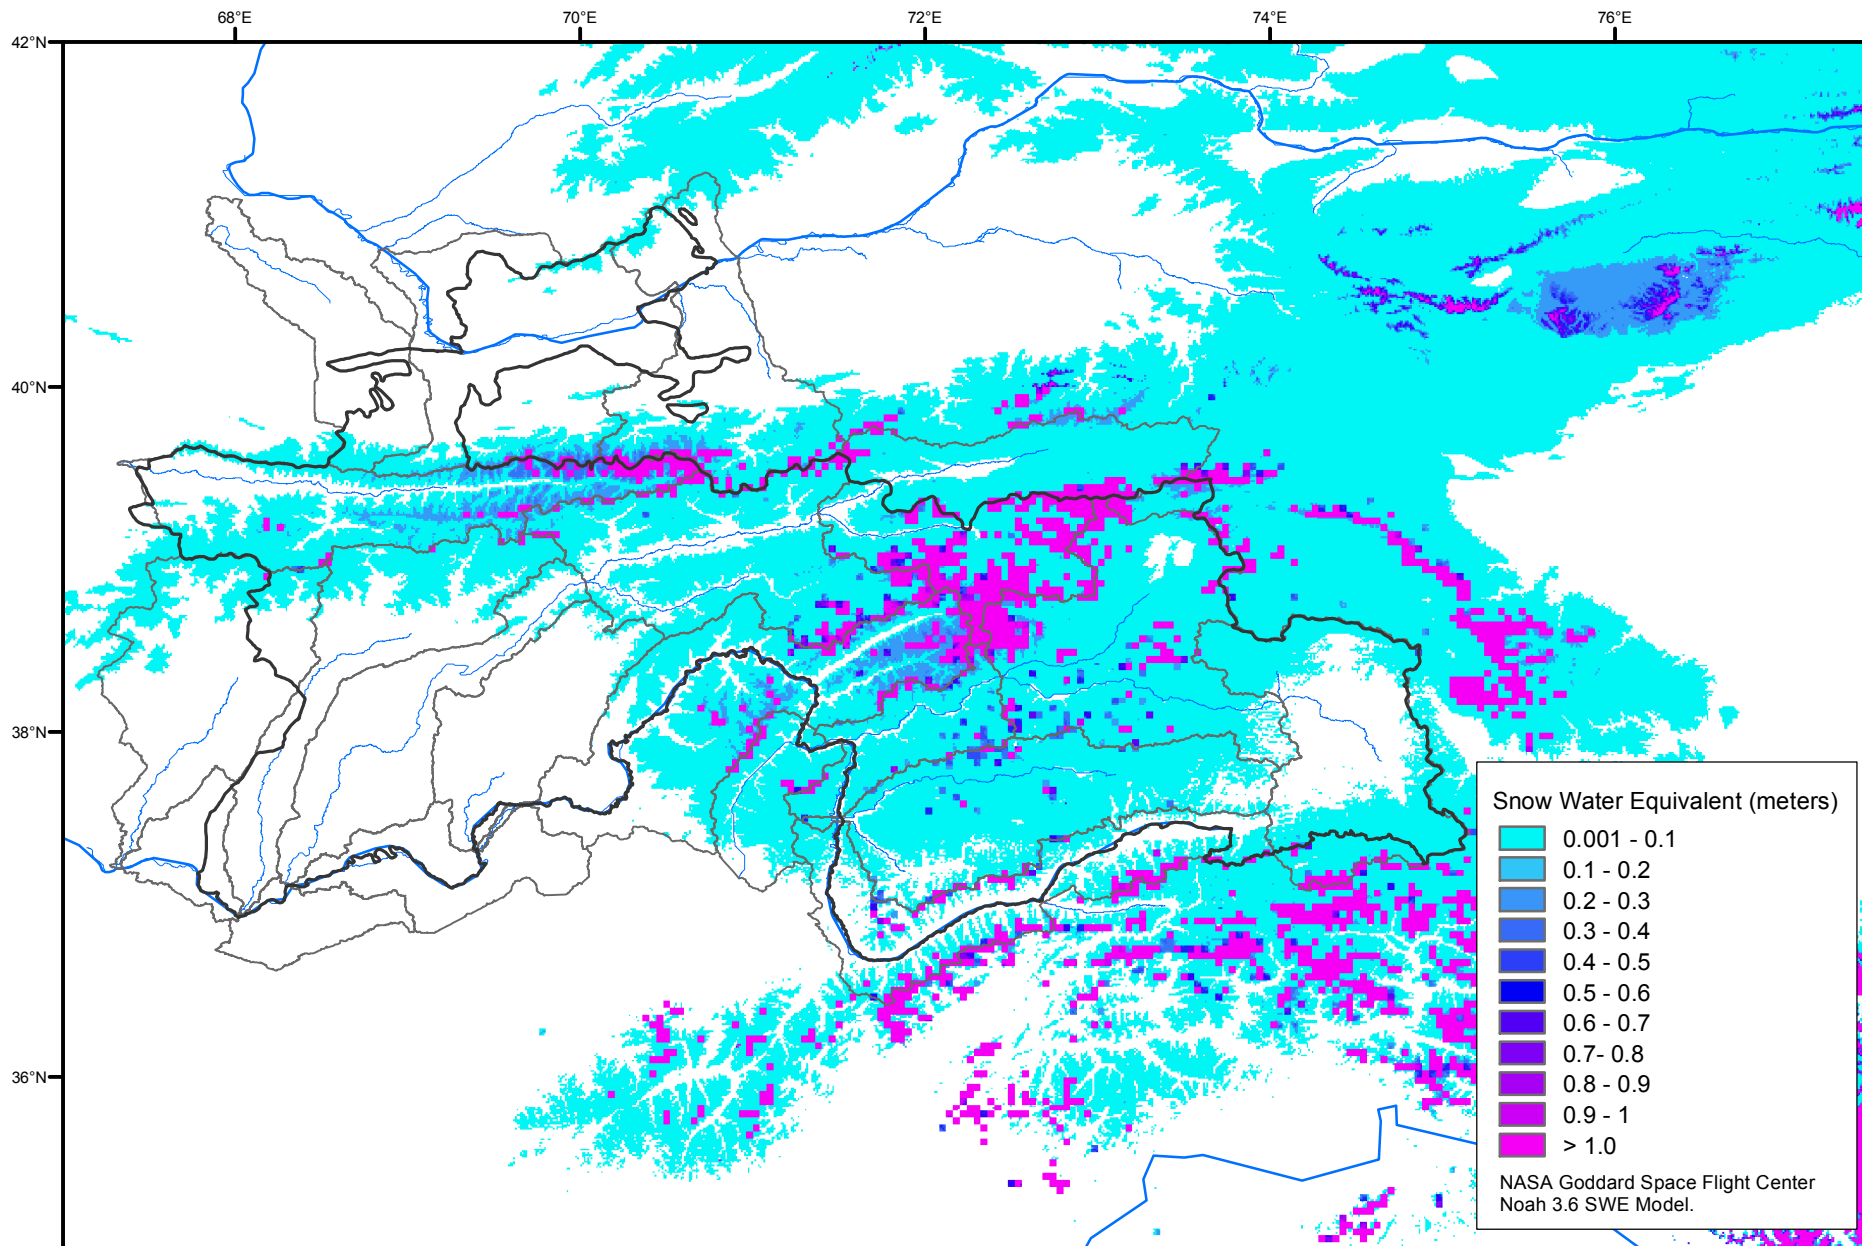 68°E 70°E 72°E 74°E 76°E
42°N
40°N
38°N
36°N
Snow Water Equivalent (meters)
0.001 - 0.1
0.1 - 0.2
0.2 - 0.3
0.3 - 0.4
0.4 - 0.5
0.5 - 0.6
0.6 - 0.7
0.7- 0.8
0.8 - 0.9
0.9 - 1
> 1.0
NASA Goddard Space Flight Center
Noah 3.6 SWE Model.